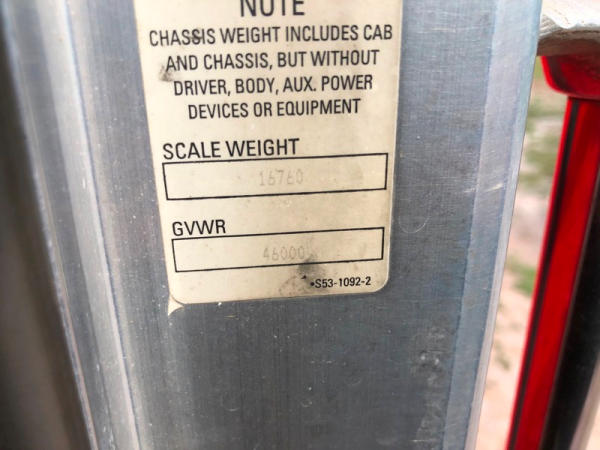 NOTE
CHASSIS WEIGHT INCLUDES CAB
AND CHASSIS, BUT WITHOUT
DRIVER, BODY, AUX. POWER
DEVICES OR EQUIPMENT
SCALE WEIGHT
16760
GVWR
46000
•S53-1092-2